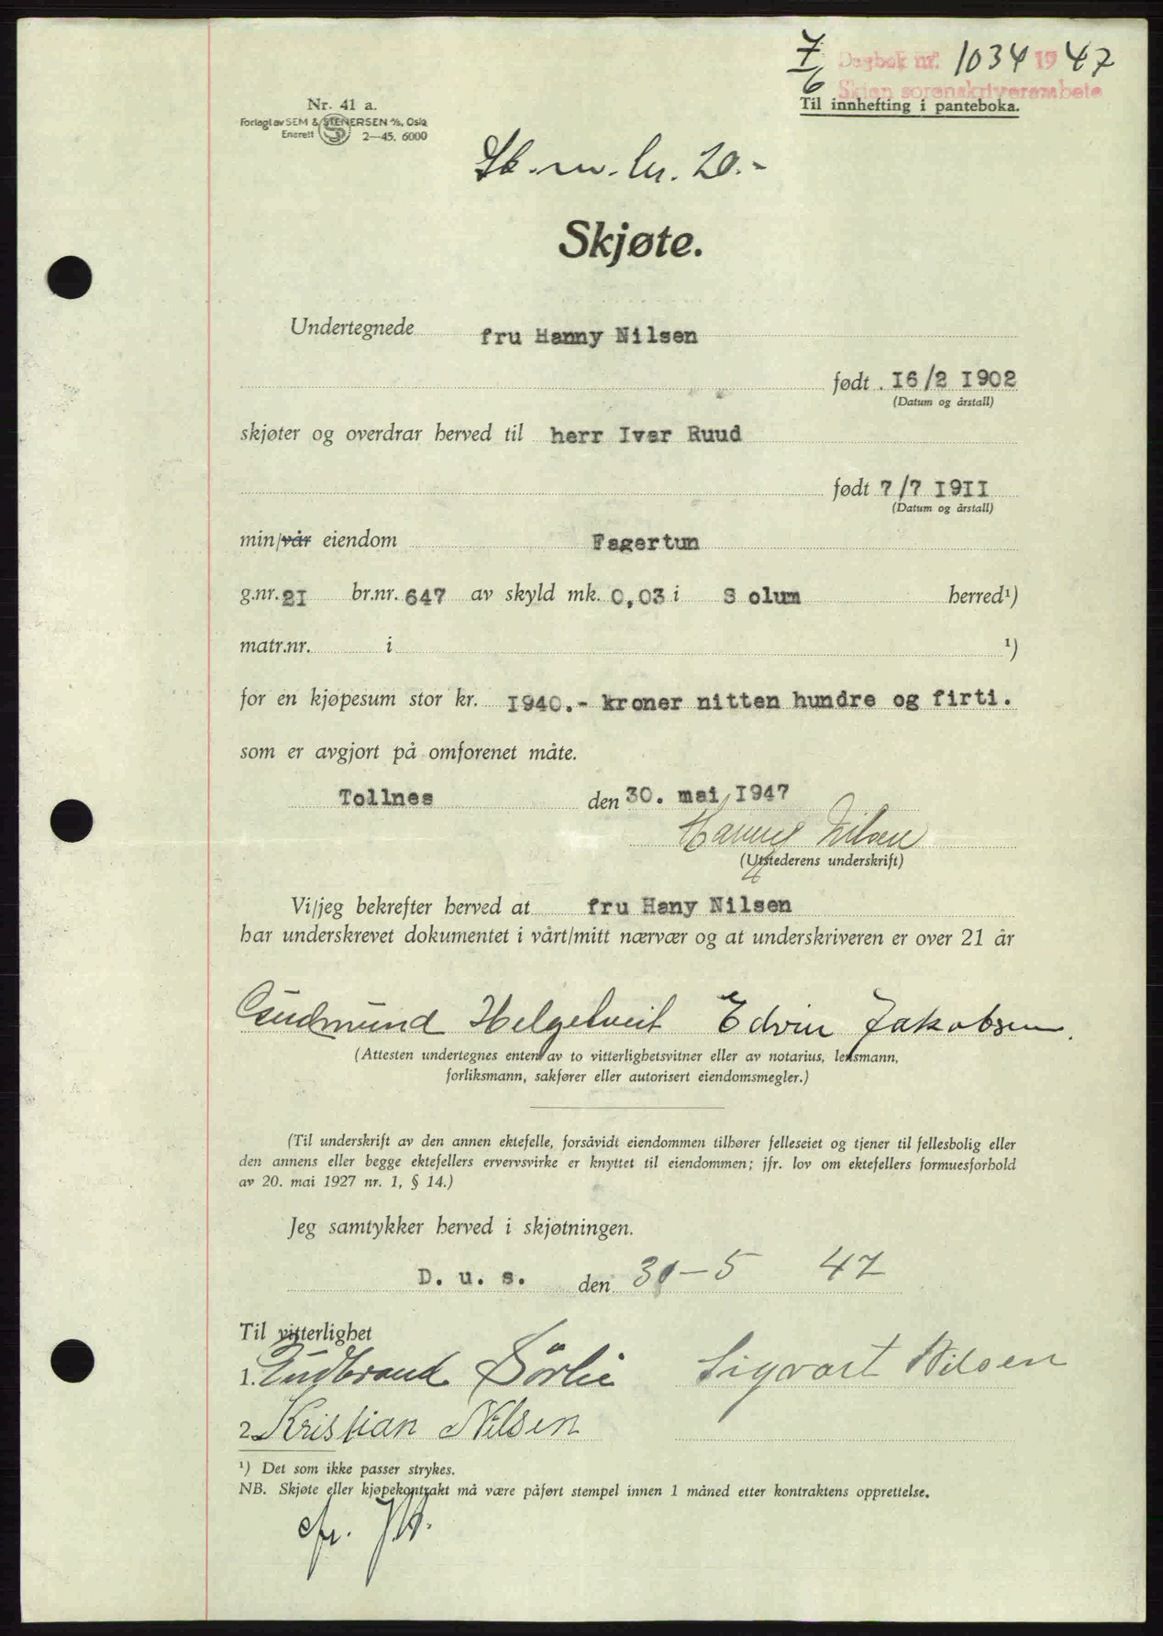 7/6 Dagbok nr. 1034 1947
Skien sorenskriverembete
Til innhefting i panteboka.
Nr. 41 a.
Forlagt av SEM & STENERSEN A/S, Oslo
Enerett 2—45. 6000
St. m. kr. 20.-
Skjøte.
Undertegnede fru Hanny Nilsen
født 16/2 1902
(Datum og årstall)
skjøter og overdrar herved til herr Ivar Ruud
født 7/7 1911
(Datum og årstall)
min/vår eiendom Fagertun
g.nr. 21 br.nr. 647 av skyld mk. 0,03 i Solum herred¹)
matr.nr. i ¹)
for en kjøpesum stor kr. 1940.- kroner nitten hundre og firti.
som er avgjort på omforenet måte.
Tollnes den 30. mai 1947
Hanny Nilsen
(Utstederens underskrift)
Vi/jeg bekrefter herved at fru Hany Nilsen
har underskrevet dokumentet i vårt/mitt nærvær og at underskriveren er over 21 år
Gudmund Helgetveit Edvin Jakobsen.
(Attesten undertegnes enten av to vitterlighetsvitner eller av notarius, lensmann,
forliksmann, sakfører eller autorisert eiendomsmegler.)
(Til underskrift av den annen ektefelle, forsåvidt eiendommen tilhører felleseiet og tjener til fellesbolig eller
den annens eller begge ektefellers ervervsvirke er knyttet til eiendommen; jfr. lov om ektefellers formuesforhold
av 20. mai 1927 nr. 1, § 14.)
Jeg samtykker herved i skjøtningen.
D. u. s. den 30-5 47
Til vitterlighet
1. Gudbrand Sörlie Sigvart Nilsen
2. Kristian Nilsen
¹) Det som ikke passer strykes.
NB. Skjøte eller kjøpekontrakt må være påført stempel innen 1 måned etter kontraktens opprettelse.